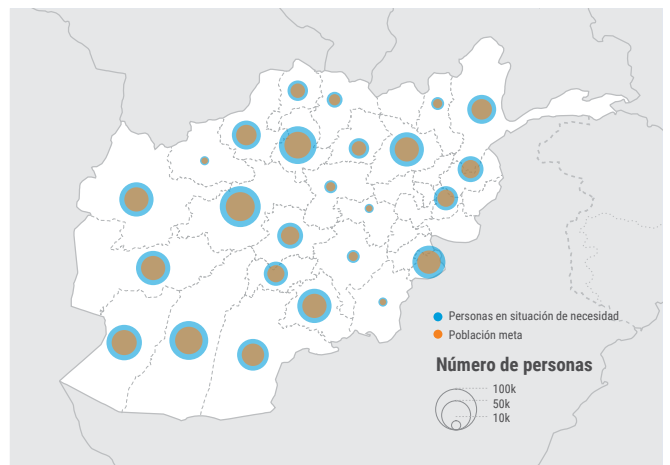 Personas en situación de necesidad
Población meta
Número de personas
100k
50k
10k